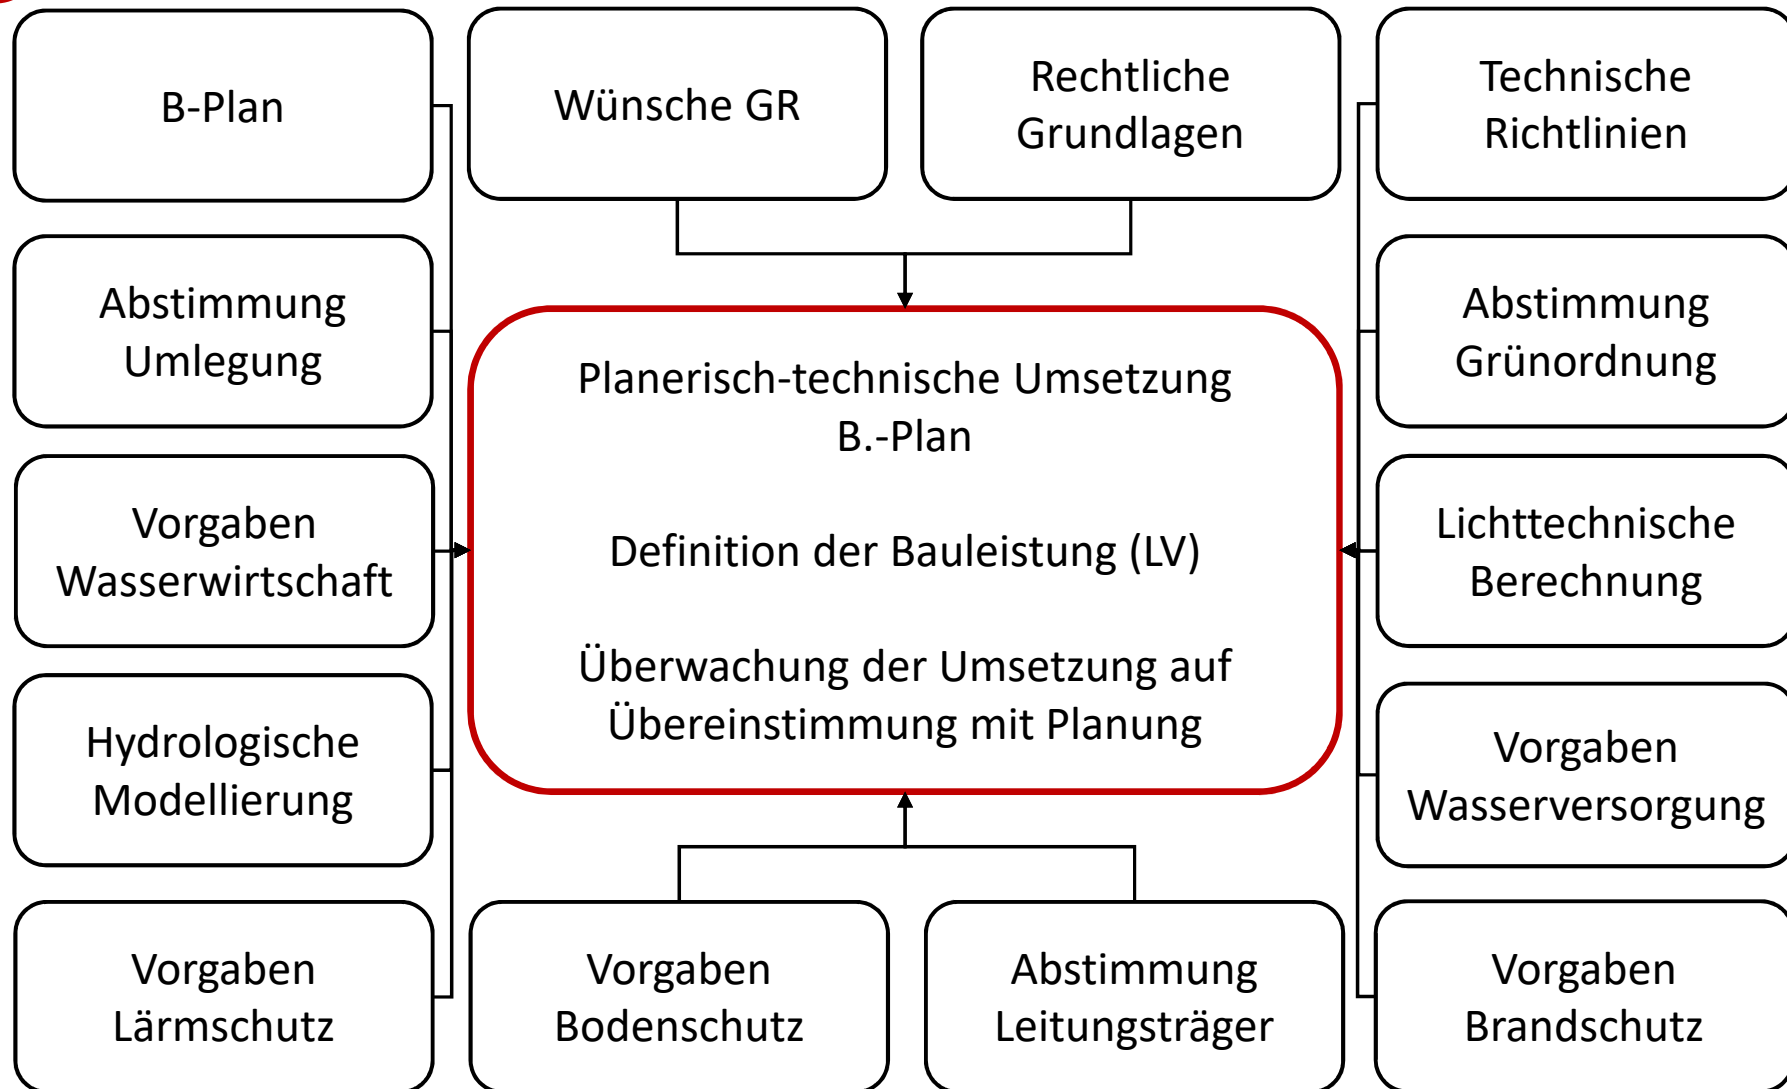 B-Plan
Wünsche GR
Rechtliche
Grundlagen
Technische
Richtlinien
Abstimmung
Umlegung
Planerisch-technische Umsetzung
B.-Plan
Definition der Bauleistung (LV)
Überwachung der Umsetzung auf
Übereinstimmung mit Planung
Abstimmung
Grünordnung
Vorgaben
Wasserwirtschaft
Lichttechnische
Berechnung
Hydrologische
Modellierung
Vorgaben
Wasserversorgung
Vorgaben
Lärmschutz
Vorgaben
Bodenschutz
Abstimmung
Leitungsträger
Vorgaben
Brandschutz